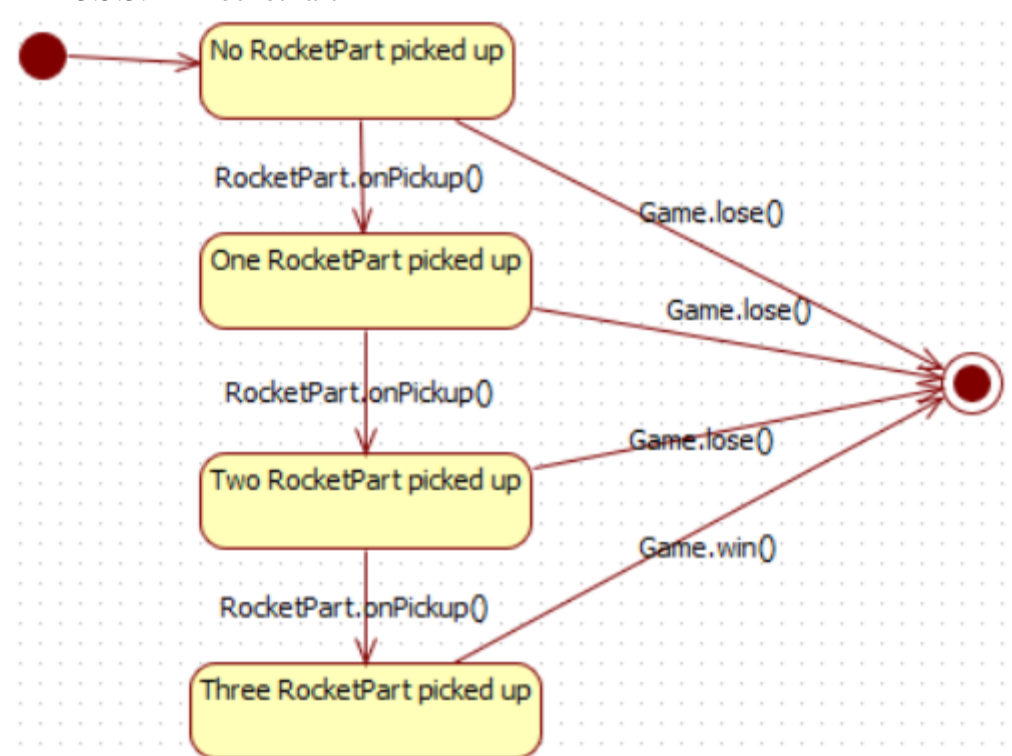 No RocketPart picked up
RocketPart.onPickup()
Game.lose()
One RocketPart picked up
Game.lose()
RocketPart.onPickup()
Game.lose()
Two RocketPart picked up
Game.win()
RocketPart.onPickup()
Three RocketPart picked up